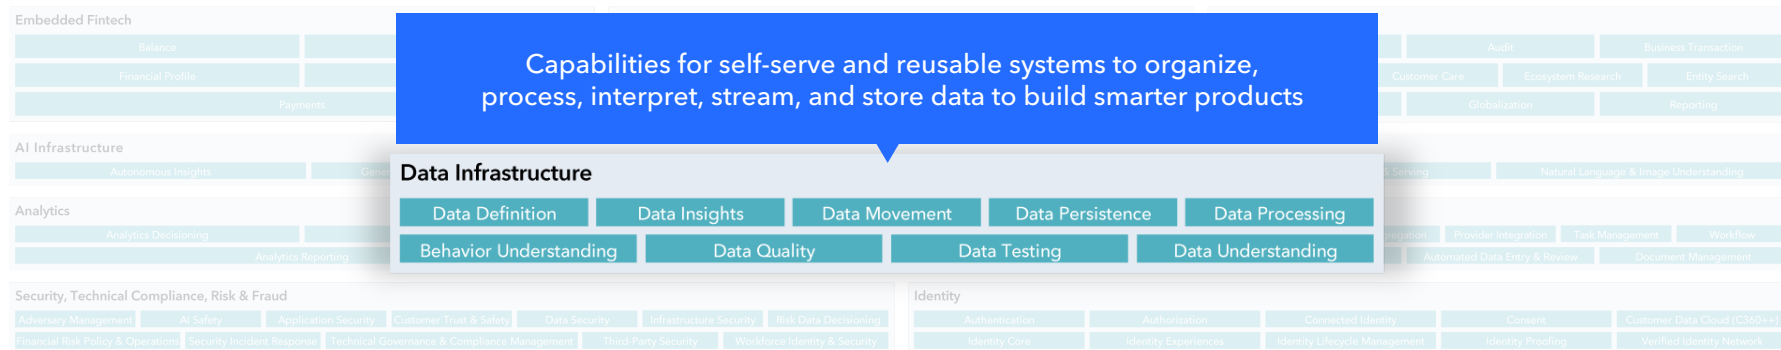 Embedded Fintech
Balance
Audit
Business Transaction
Financial Profile
Customer Care
Ecosystem Research
Entity Search
Payments
Globalization
Reporting
Capabilities for self-serve and reusable systems to organize,
process, interpret, stream, and store data to build smarter products
AI Infrastructure
Autonomous Insights
Gener
& Serving
Natural Language & Image Understanding
Data Infrastructure
Data Definition
Data Insights
Data Movement
Data Persistence
Data Processing
Behavior Understanding
Data Quality
Data Testing
Data Understanding
Analytics
Analytics Decisioning
Provider Integration
Task Management
Workflow
Analytics Reporting
Automated Data Entry & Review
Document Management
Security, Technical Compliance, Risk & Fraud
Adversary Management
AI Safety
Application Security
Customer Trust & Safety
Data Security
Infrastructure Security
Risk Data Decisioning
Financial Risk Policy & Operations
Security Incident Response
Technical Governance & Compliance Management
Third-Party Security
Workforce Identity & Security
Identity
Authentication
Authorization
Connected Identity
Consent
Customer Data Cloud (C360++)
Identity Core
Identity Experiences
Identity Lifecycle Management
Identity Proofing
Verified Identity Network